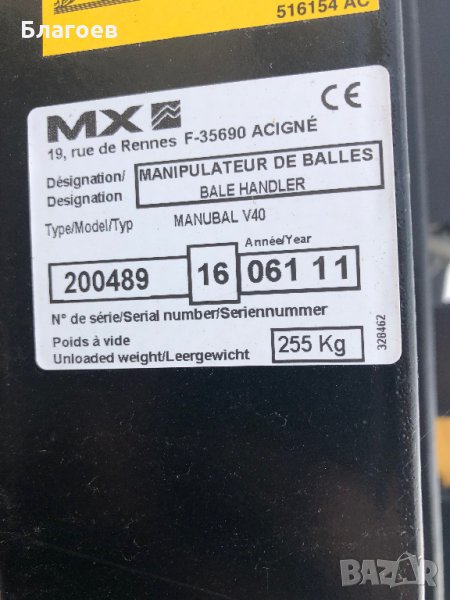 Благоев
516154 AC
MX
CE
19, rue de Rennes F-35690 ACIGNÉ
Désignation/ MANIPULATEUR DE BALLES
Designation BALE HANDLER
Type/Model/Typ MANUBAL V40
Année/Year
200489 16 061 11
N° de série/Serial number/Seriennummer
Poids à vide
Unloaded weight/Leergewicht 255 Kg
328462
BAZAR